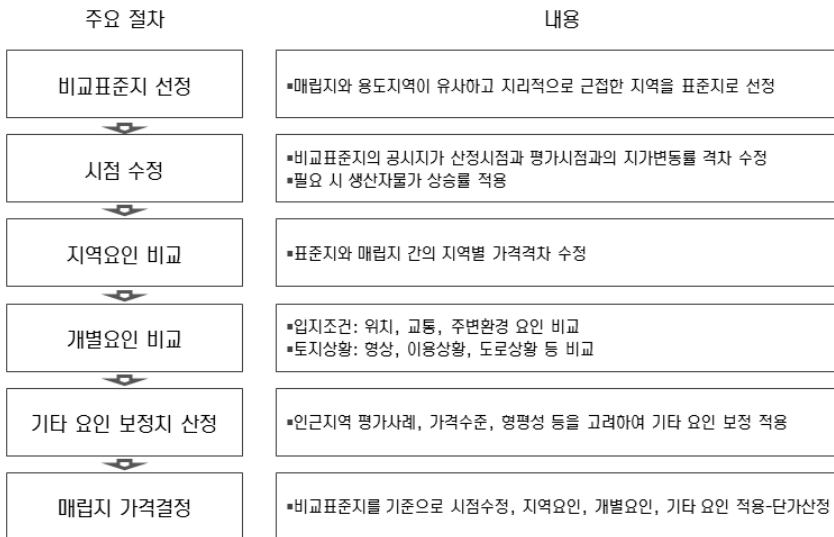 주요 절차
내용
비교표준지 선정
▪매립지와 용도지역이 유사하고 지리적으로 근접한 지역을 표준지로 선정
시점 수정
▪비교표준지의 공시지가 산정시점과 평가시점과의 지가변동률 격차 수정
▪필요 시 생산자물가 상승률 적용
지역요인 비교
▪표준지와 매립지 간의 지역별 가격격차 수정
개별요인 비교
▪입지조건: 위치, 교통, 주변환경 요인 비교
▪토지상황: 형상, 이용상황, 도로상황 등 비교
기타 요인 보정치 산정
▪인근지역 평가사례, 가격수준, 형평성 등을 고려하여 기타 요인 보정 적용
매립지 가격결정
▪비교표준지를 기준으로 시점수정, 지역요인, 개별요인, 기타 요인 적용-단가산정